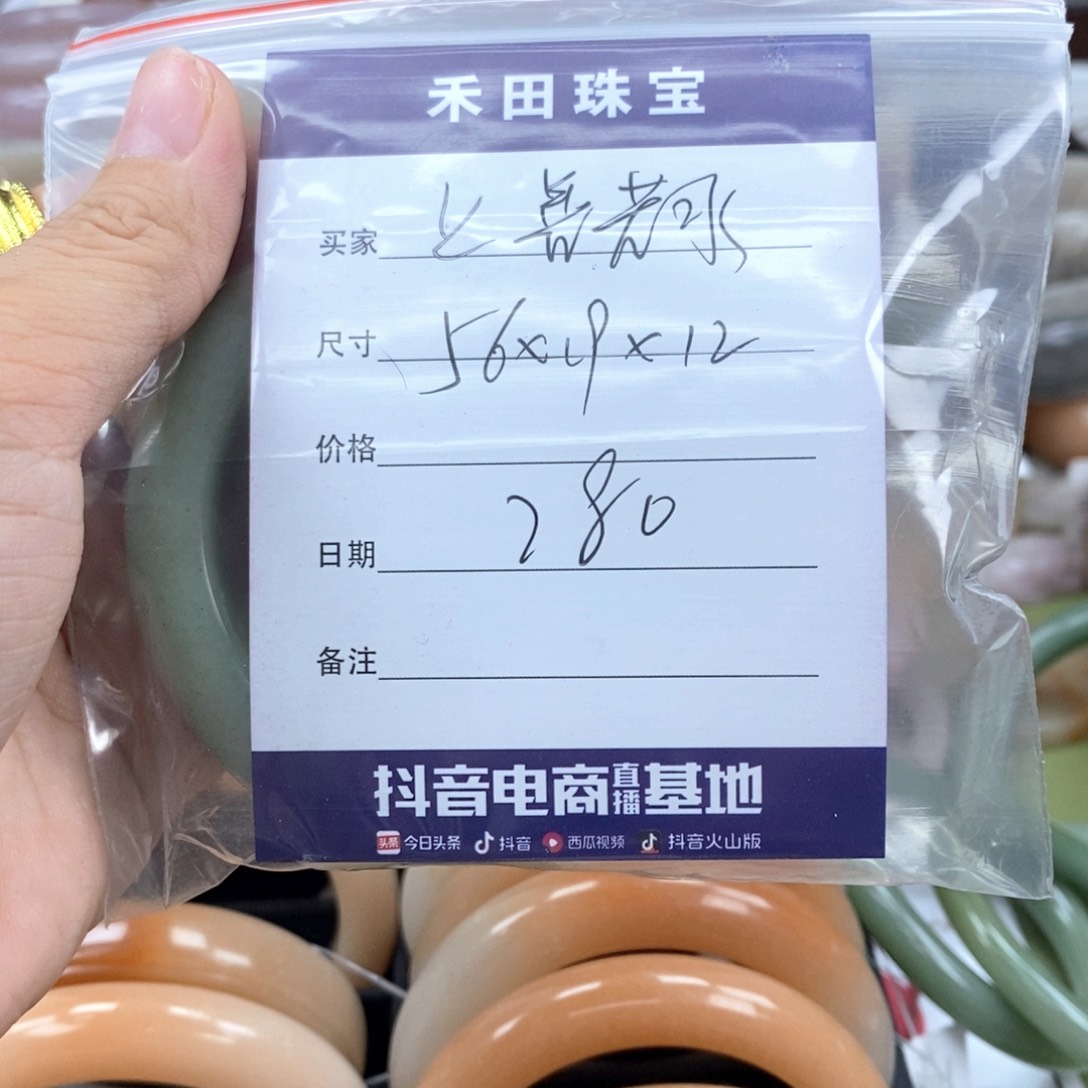 禾田珠宝
买家
尺寸 56x19x12
价格
280
日期
备注
抖音电商直播基地
头条 今日头条 抖音 西瓜视频 抖音火山版